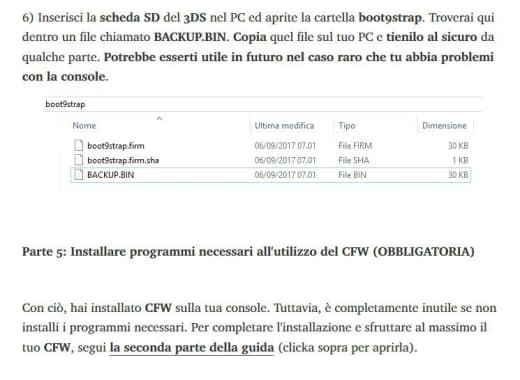 6) Inserisci la scheda SD del 3DS nel PC ed aprite la cartella boot9strap. Troverai qui
dentro un file chiamato BACKUP.BIN. Copia quel file sul tuo PC e tienilo al sicuro da
qualche parte. Potrebbe esserti utile in futuro nel caso raro che tu abbia problemi
con la console.
boot9strap
Nome Ultima modifica Tipo Dimensione
boot9strap.firm 06/09/2017 07.01 File FIRM 30 KB
boot9strap.firm.sha 06/09/2017 07.01 File SHA 1 KB
BACKUP.BIN 06/09/2017 07.01 File BIN 30 KB
Parte 5: Installare programmi necessari all'utilizzo del CFW (OBBLIGATORIA)
Con ciò, hai installato CFW sulla tua console. Tuttavia, è completamente inutile se non
installi i programmi necessari. Per completare l'installazione e sfruttare al massimo il
tuo CFW, segui la seconda parte della guida (clicka sopra per aprirla).